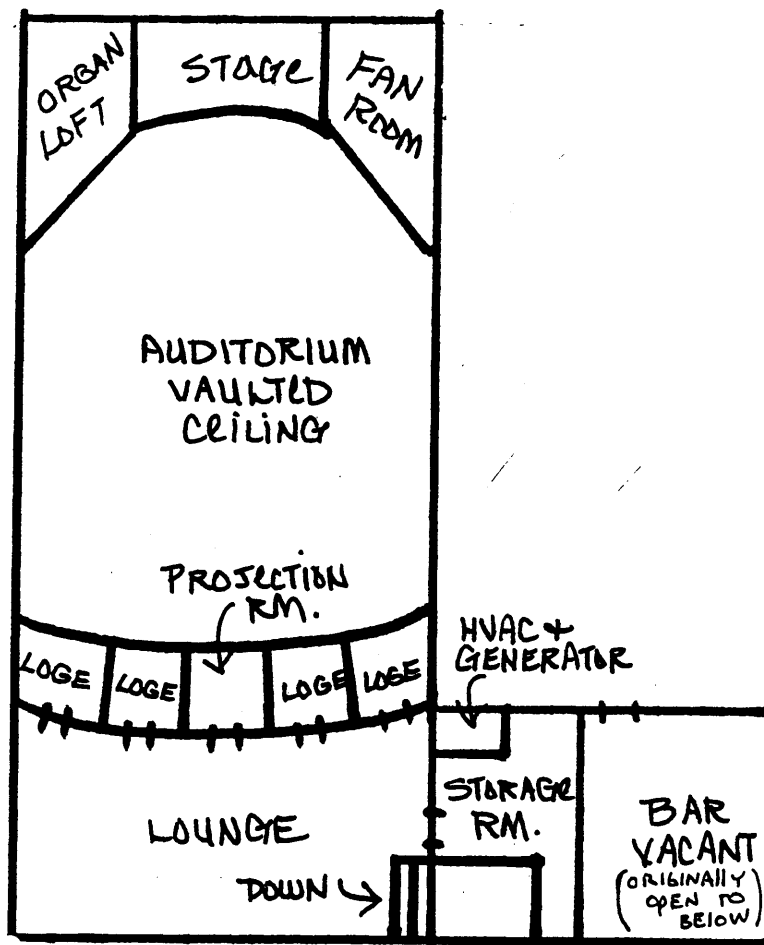 ORGAN
LOFT
STAGE
FAN
ROOM
AUDITORIUM
VAULTED
CEILING
PROJECTION
RM.
LOGE
LOGE
LOGE
LOGE
HVAC +
GENERATOR
STORAGE
RM.
LOUNGE
DOWN
BAR
VACANT
(ORIGINALLY
OPEN TO
BELOW)